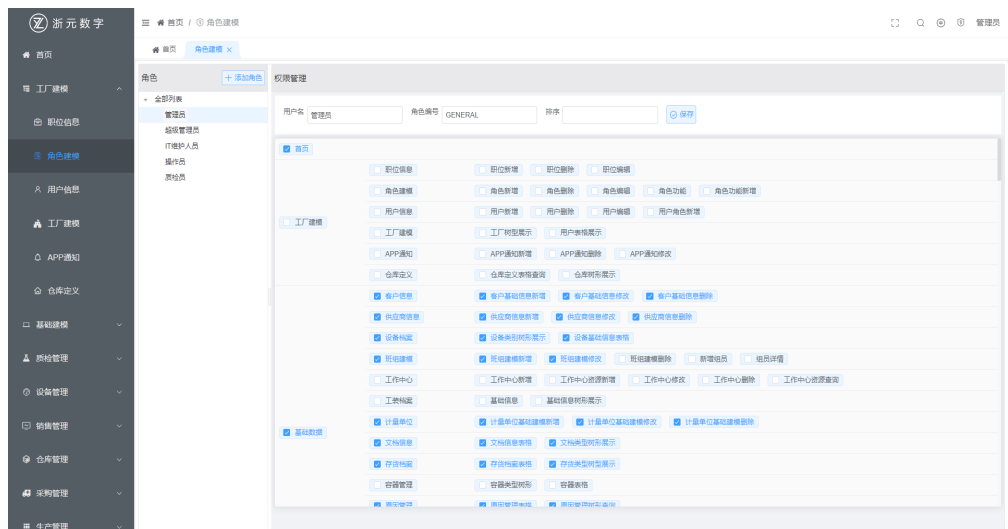 浙元数字
首页 / 角色建模
管理员
首页
角色建模 ×
首页
工厂建模
职位信息
角色建模
用户信息
工厂建模
APP通知
仓库定义
基础建模
质检管理
设备管理
销售管理
仓库管理
采购管理
生产管理
角色
+ 添加角色
全部列表
管理员
超级管理员
IT维护人员
操作员
质检员
权限管理
用户名 管理员 角色编号 GENERAL 排序 保存
首页
工厂建模
职位信息 职位新增 职位删除 职位编辑
角色建模 角色新增 角色删除 角色编辑 角色功能 角色功能新增
用户信息 用户新增 用户删除 用户编辑 用户角色新增
工厂建模 工厂树型展示 用户表格展示
APP通知 APP通知新增 APP通知删除 APP通知修改
仓库定义 仓库定义表格查询 仓库树形展示
基础数据
客户信息 客户基础信息新增 客户基础信息修改 客户基础信息删除
供应商信息 供应商信息新增 供应商信息修改 供应商信息删除
设备档案 设备类别树形展示 设备基础信息表格
班组建模 班组建模新增 班组建模修改 班组建模删除 新增组员 组员详情
工作中心 工作中心新增 工作中心资源新增 工作中心修改 工作中心删除 工作中心资源查询
工装档案 基础信息 基础信息树形展示
计量单位 计量单位基础建模新增 计量单位基础建模修改 计量单位基础建模删除
文档信息 文档信息表格 文档类型树形展示
存货档案 存货档案表格 存货类型树型展示
容器管理 容器类型树形 容器表格
原因管理 原因管理表格 原因管理树形查询